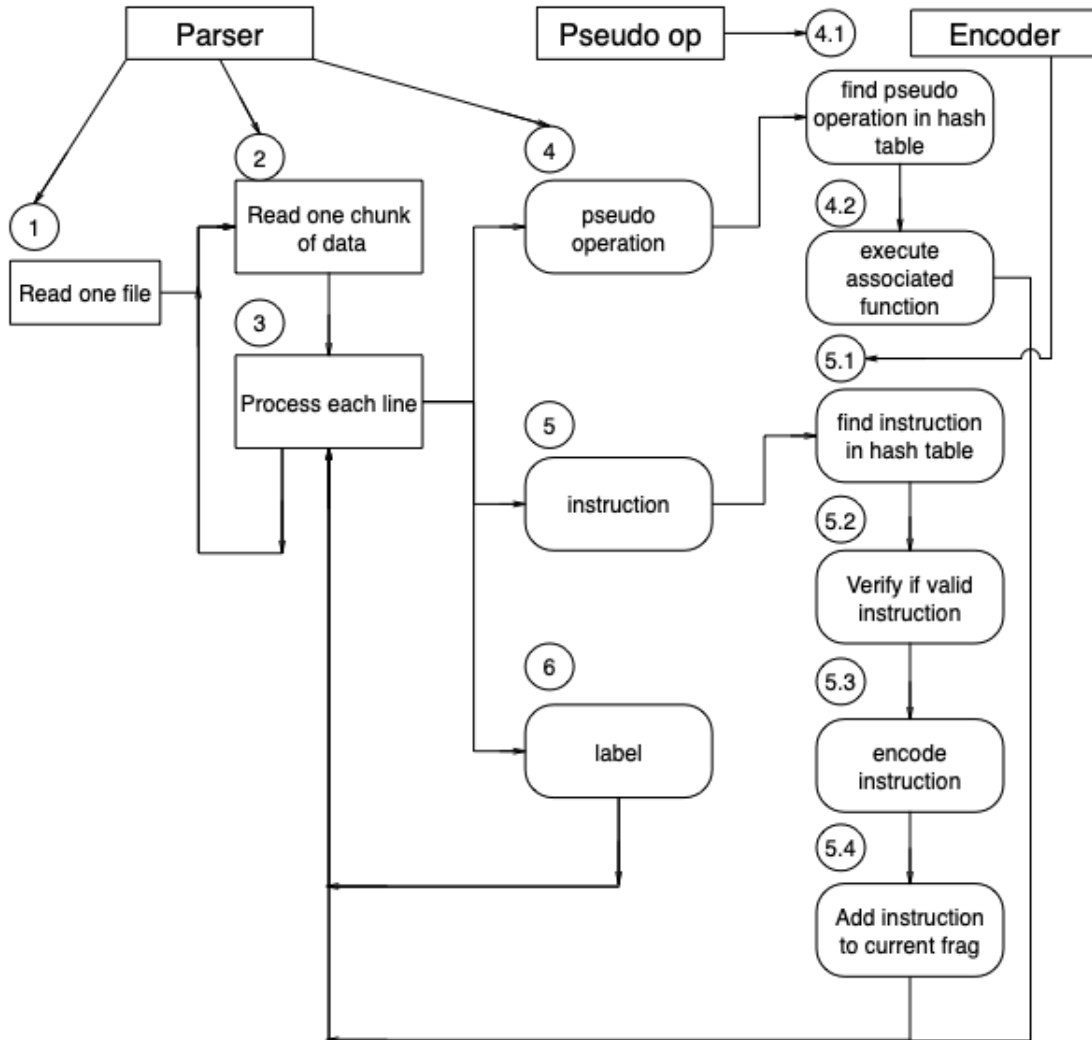 Parser
Pseudo op
4.1
Encoder
find pseudo
operation in hash
table
2
4
1
Read one chunk
of data
pseudo
operation
4.2
execute
associated
function
Read one file
3
5.1
Process each line
find instruction
in hash table
5
instruction
5.2
Verify if valid
instruction
6
5.3
label
encode
instruction
5.4
Add instruction
to current frag